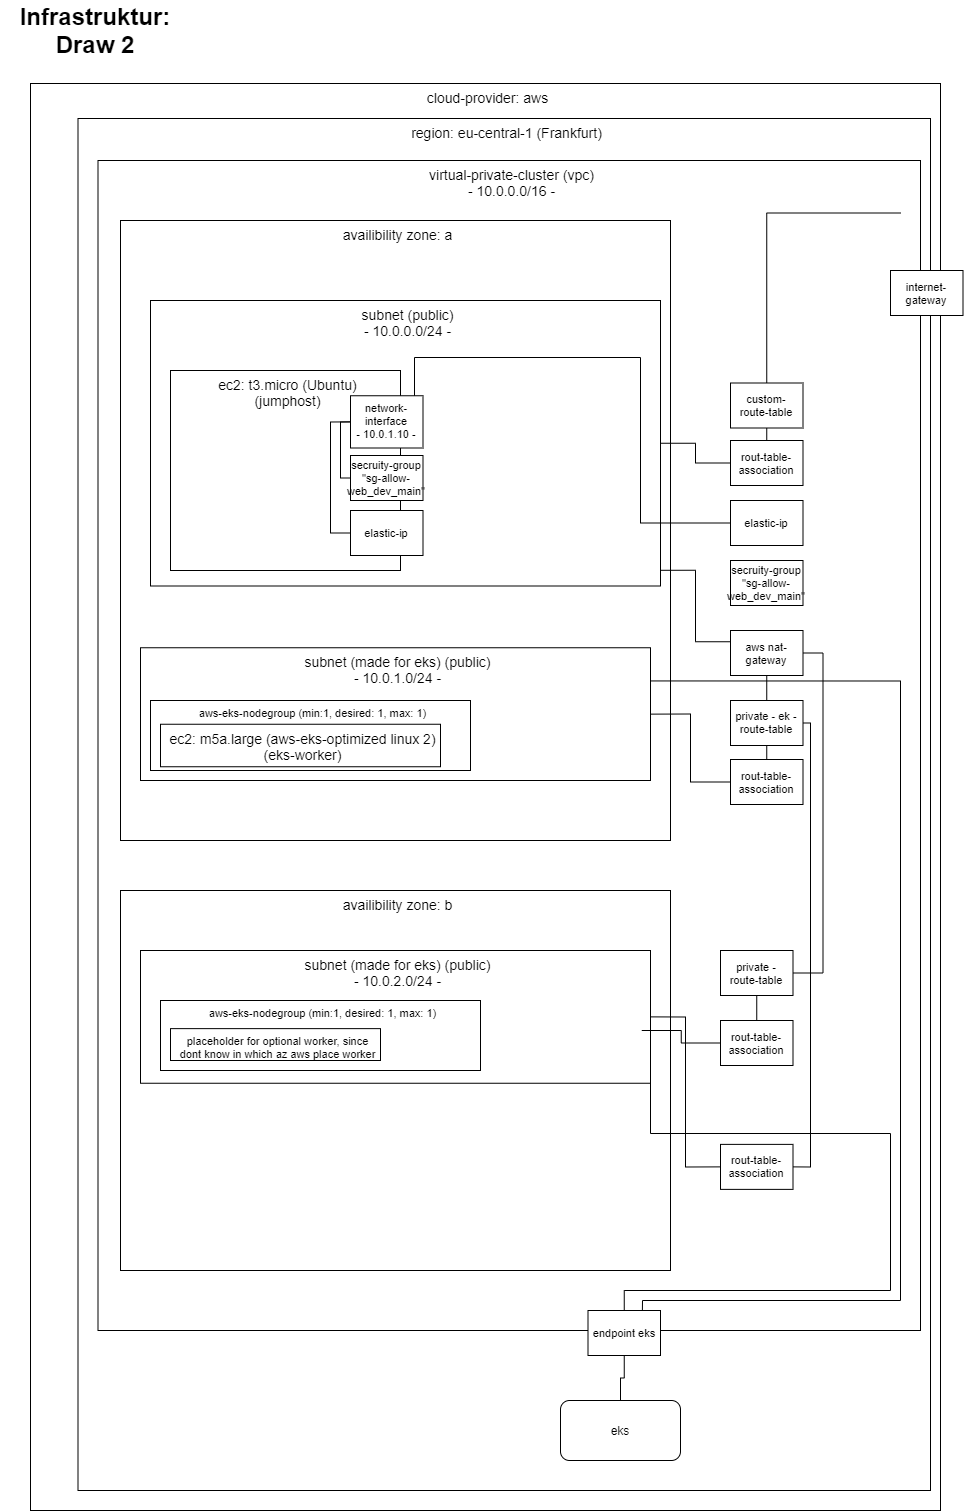 Infrastruktur:
Draw 2
cloud-provider: aws
region: eu-central-1 (Frankfurt)
virtual-private-cluster (vpc)
- 10.0.0.0/16 -
availibility zone: a
internet-
gateway
subnet (public)
- 10.0.0.0/24 -
ec2: t3.micro (Ubuntu)
(jumphost)
network-
interface
- 10.0.1.10 -
secruity-group
"sg-allow-
web_dev_main"
elastic-ip
custom-
route-table
rout-table-
association
elastic-ip
secruity-group
"sg-allow-
web_dev_main"
aws nat-
gateway
subnet (made for eks) (public)
- 10.0.1.0/24 -
aws-eks-nodegroup (min:1, desired: 1, max: 1)
ec2: m5a.large (aws-eks-optimized linux 2)
(eks-worker)
private - ek -
route-table
rout-table-
association
availibility zone: b
subnet (made for eks) (public)
- 10.0.2.0/24 -
aws-eks-nodegroup (min:1, desired: 1, max: 1)
placeholder for optional worker, since
dont know in which az aws place worker
private -
route-table
rout-table-
association
rout-table-
association
endpoint eks
eks